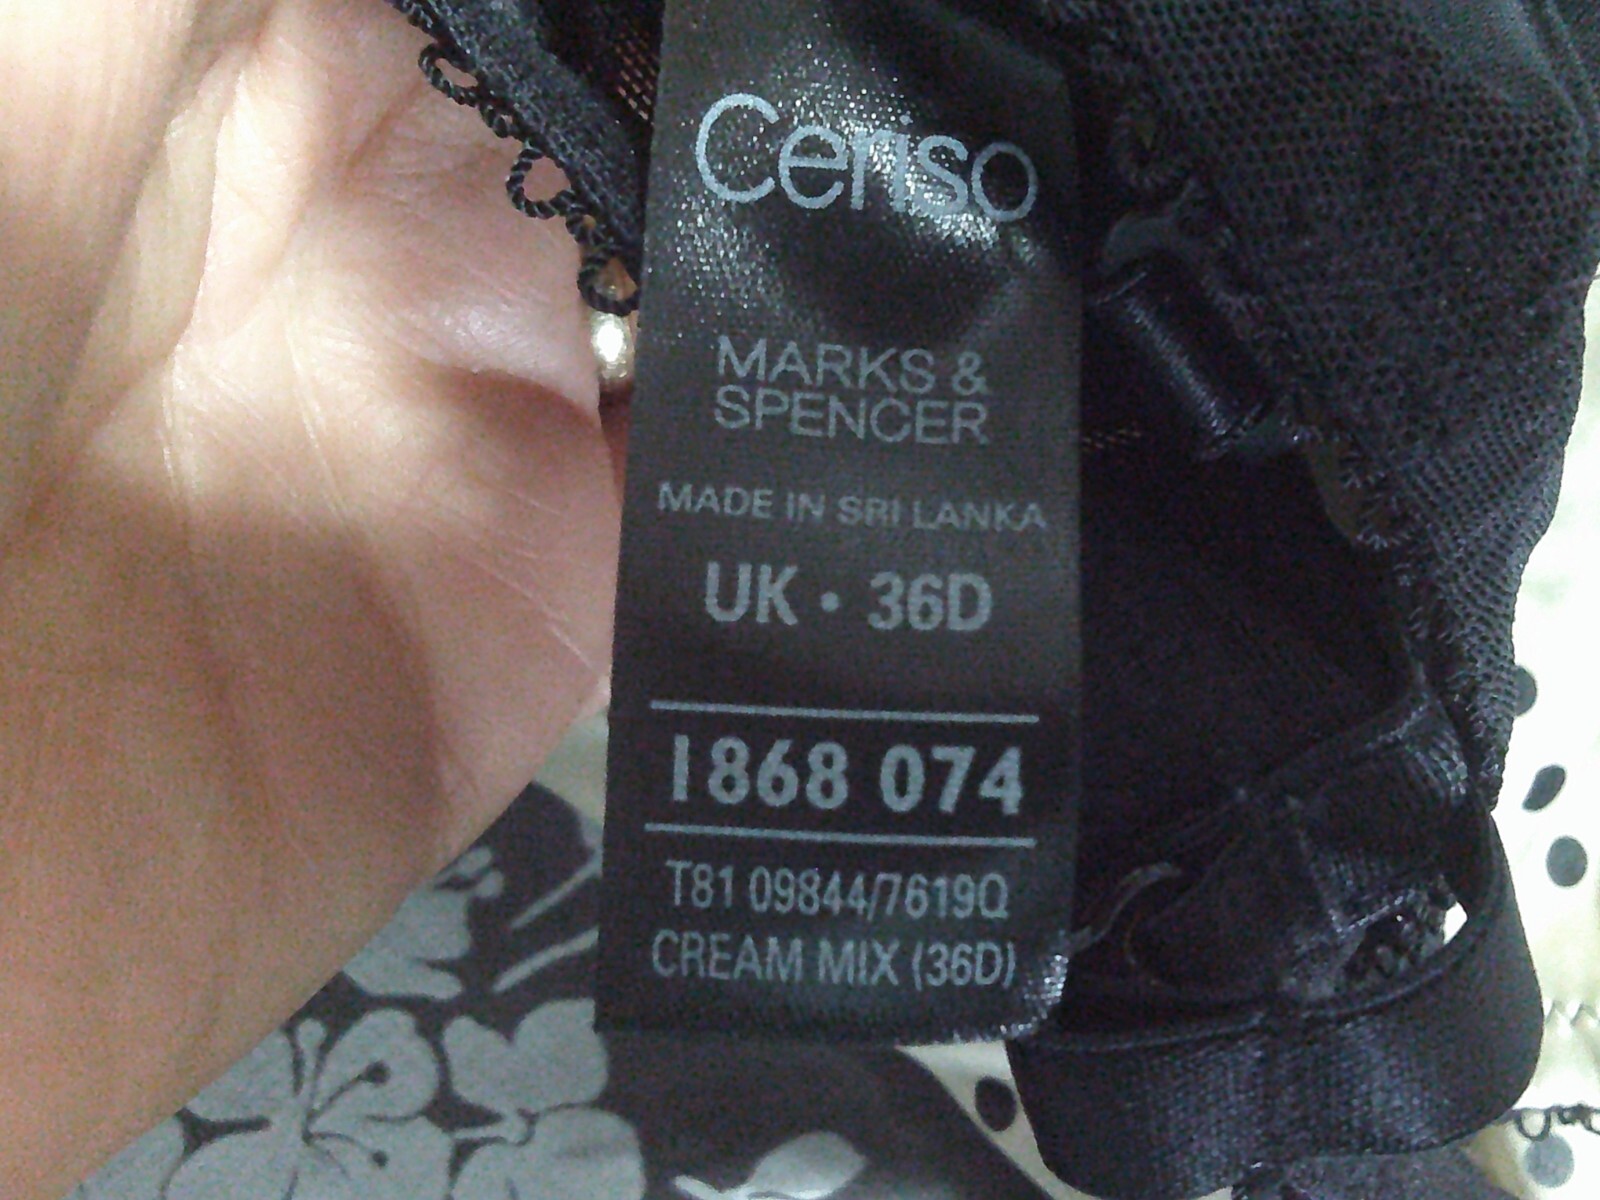 Ceriso
MARKS &
SPENCER
MADE IN SRI LANKA
UK • 36D
1868 074
T81 09844/7619Q
CREAM MIX (36D)